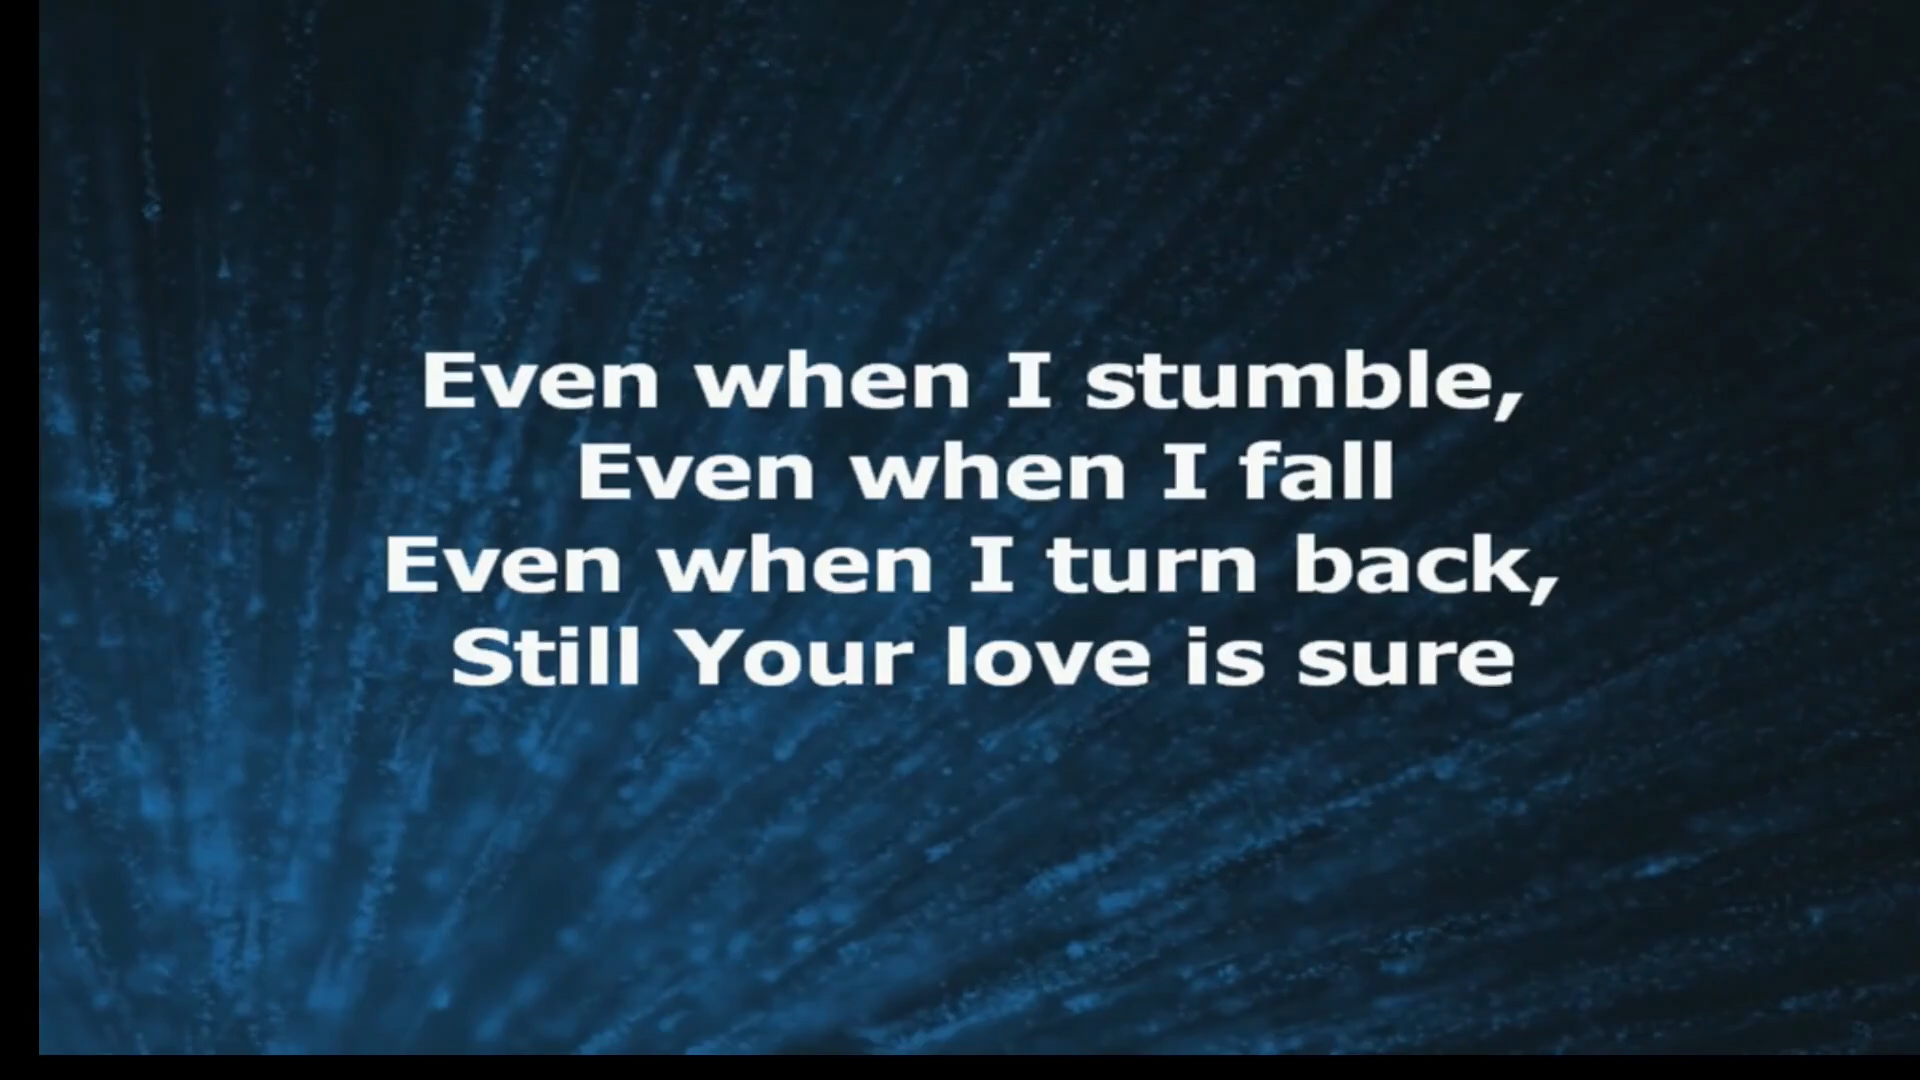 Even when I stumble,
Even when I fall
Even when I turn back,
Still Your love is sure